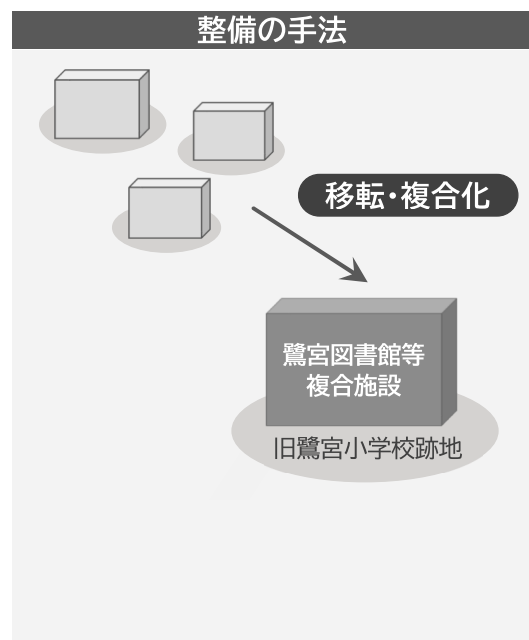 整備の手法
移転・複合化
鷺宮図書館等
複合施設
旧鷺宮小学校跡地